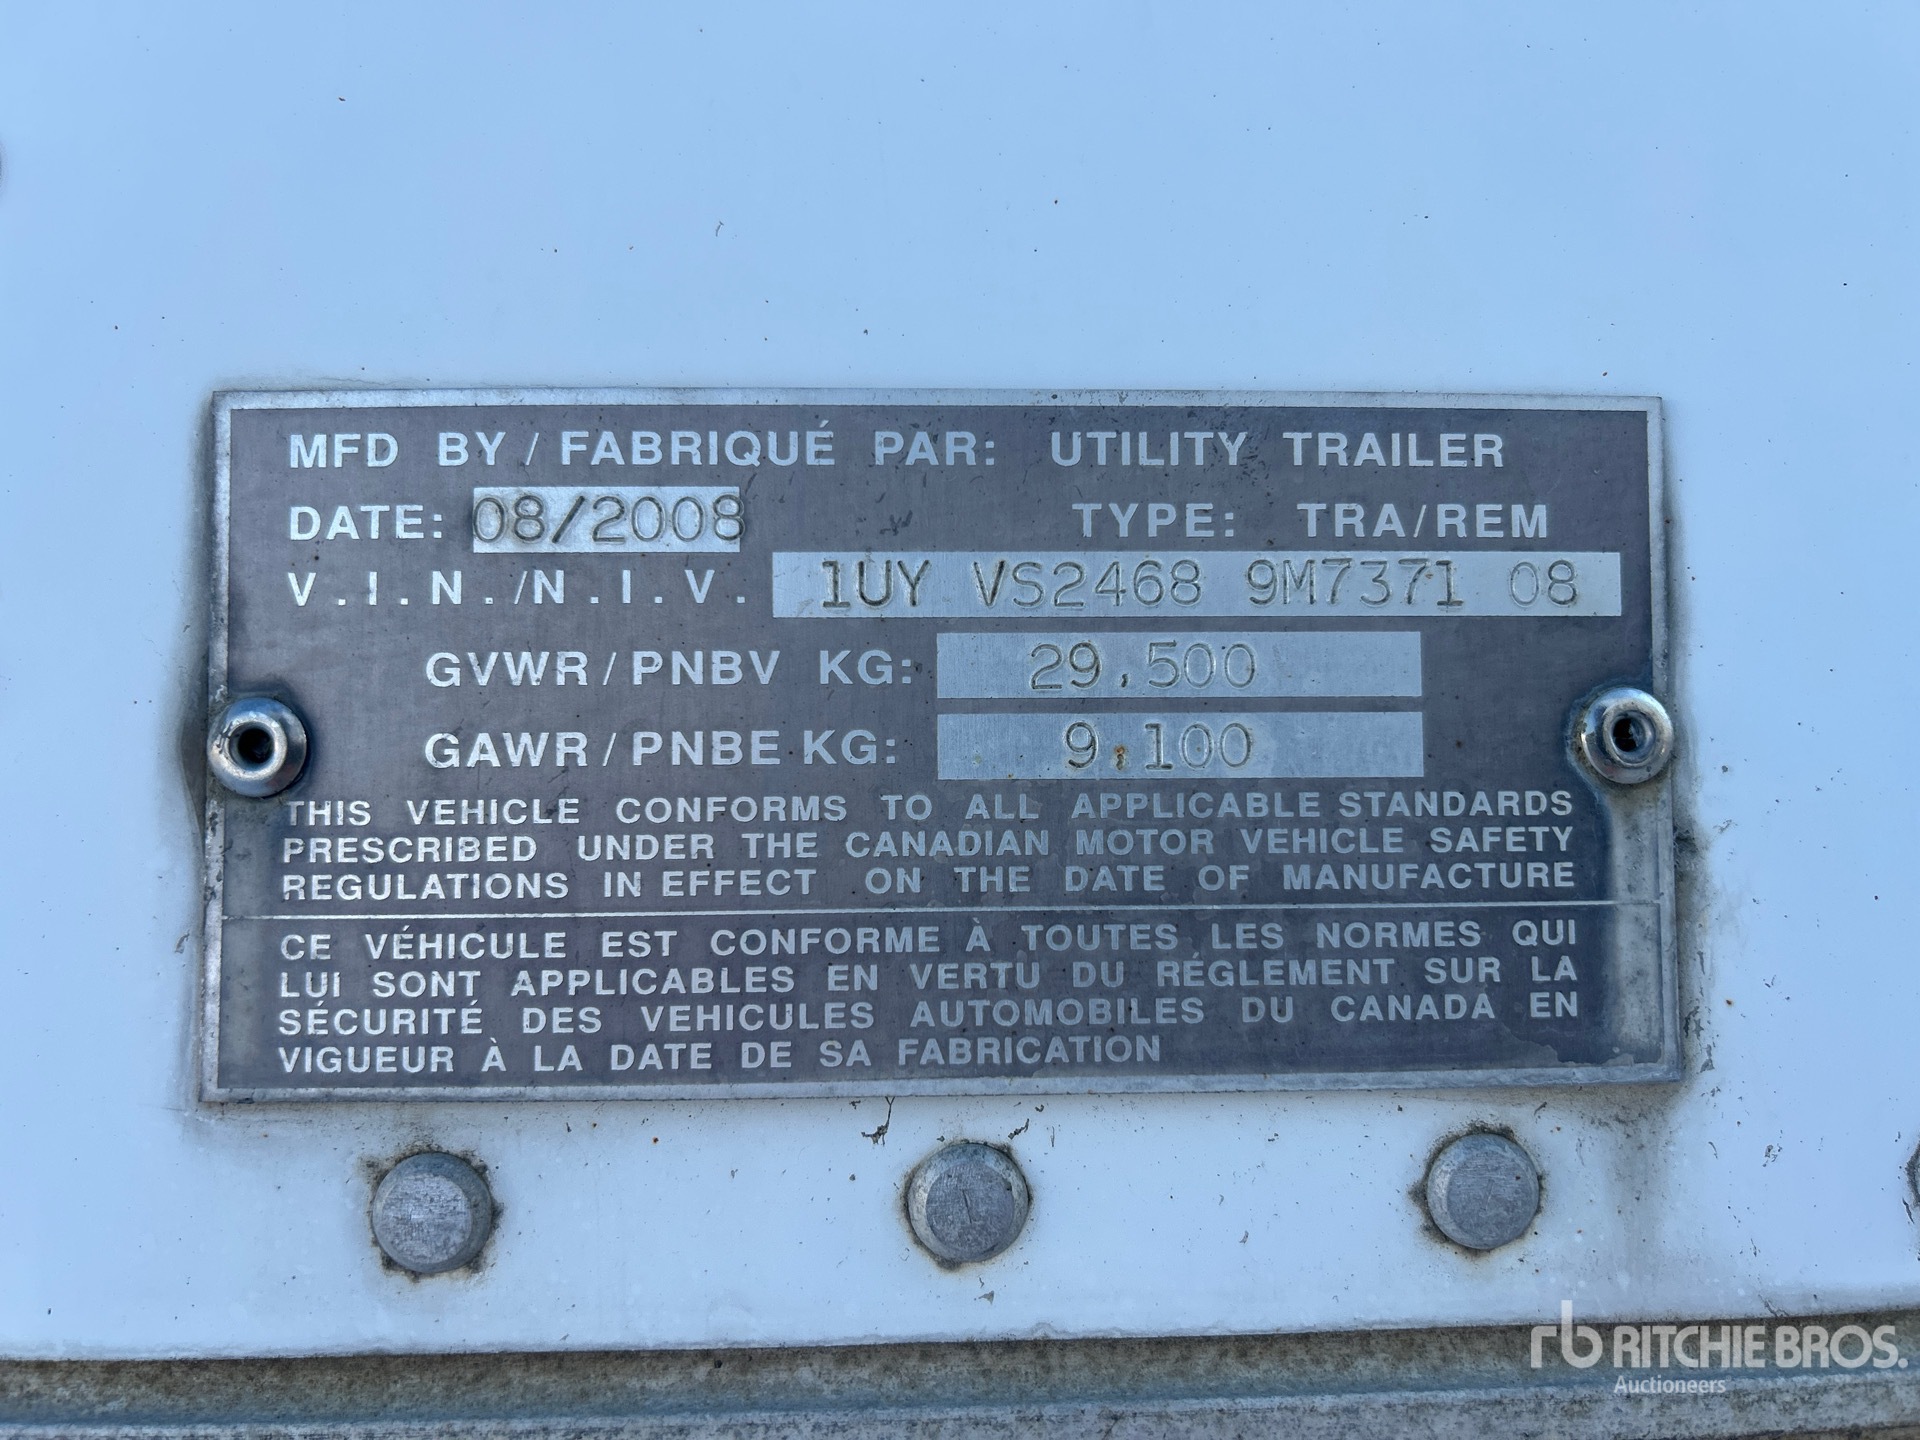 MFD BY / FABRIQUÉ PAR: UTILITY TRAILER
DATE: 08/2008 TYPE: TRA/REM
V.I.N./N.I.V. 1UY VS2468 9M7371 08
GVWR/PNBV KG: 29,500
GAWR/PNBE KG: 9,100
THIS VEHICLE CONFORMS TO ALL APPLICABLE STANDARDS
PRESCRIBED UNDER THE CANADIAN MOTOR VEHICLE SAFETY
REGULATIONS IN EFFECT ON THE DATE OF MANUFACTURE
CE VÉHICULE EST CONFORME À TOUTES LES NORMES QUI
LUI SONT APPLICABLES EN VERTU DU RÉGLEMENT SUR LA
SÉCURITÉ DES VEHICULES AUTOMOBILES DU CANADA EN
VIGUEUR À LA DATE DE SA FABRICATION
rb RITCHIE BROS.
Auctioneers